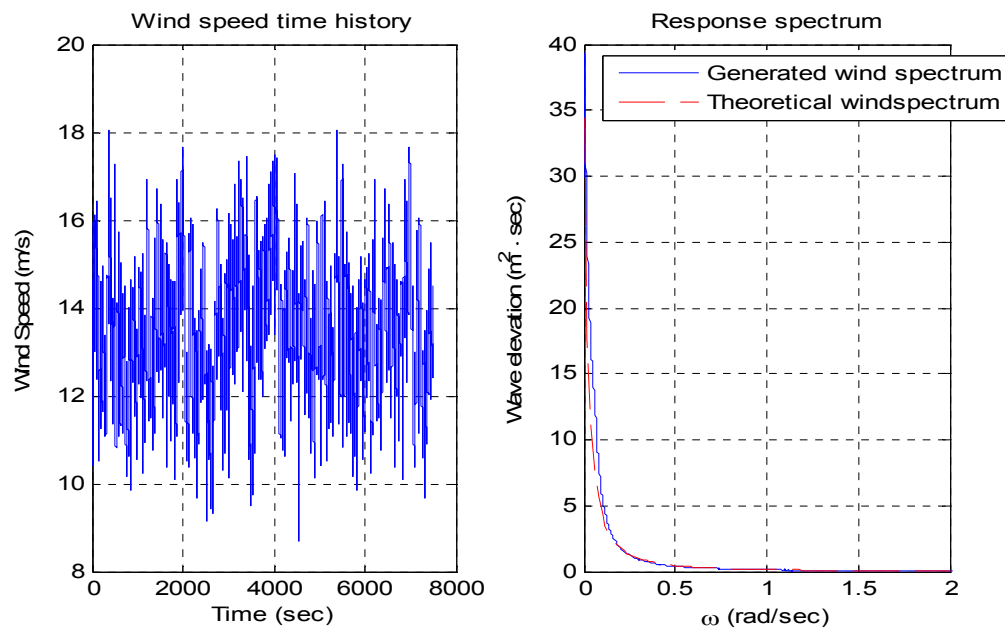 Wind speed time history
20
18
16
14
12
10
8
Wind Speed (m/s)
0 2000 4000 6000 8000
Time (sec)
Response spectrum
Generated wind spectrum
Theoretical windspectrum
40
35
30
25
20
15
10
5
0
Wave elevation (m² · sec)
0 0.5 1 1.5 2
ω (rad/sec)